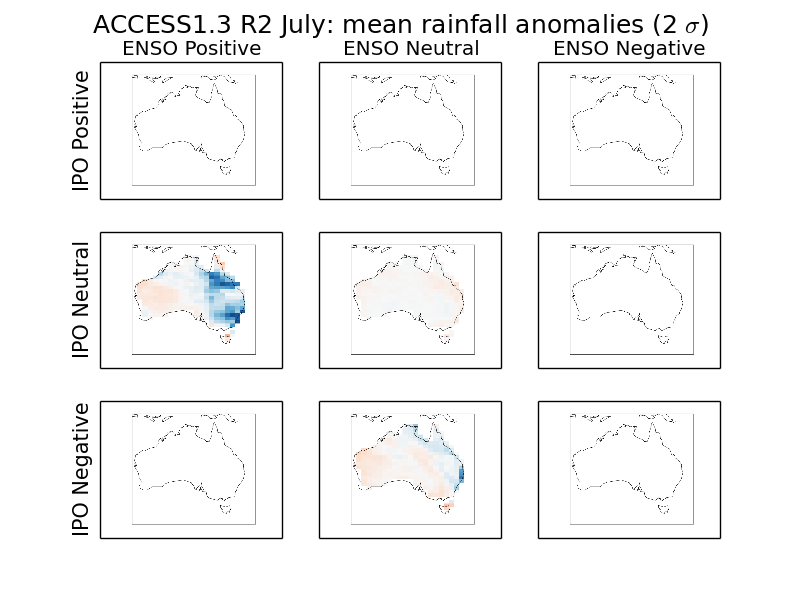 ACCESS1.3 R2 July: mean rainfall anomalies (2 σ)
ENSO Positive ENSO Neutral ENSO Negative
IPO Positive
IPO Neutral
IPO Negative